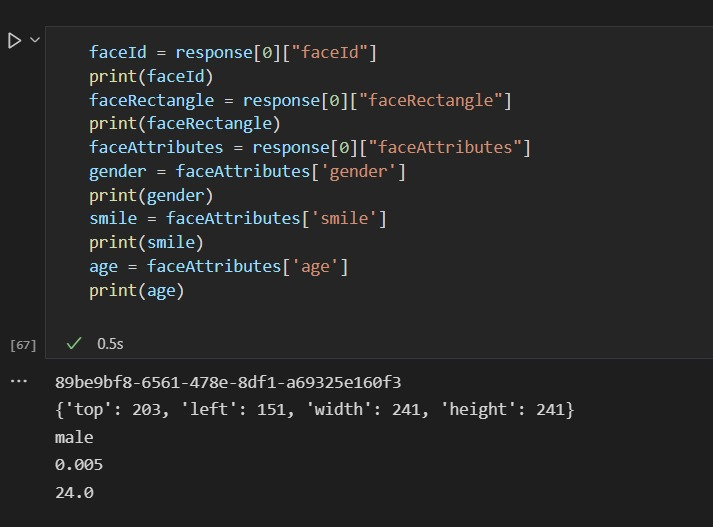 faceId = response[0]["faceId"]
print(faceId)
faceRectangle = response[0]["faceRectangle"]
print(faceRectangle)
faceAttributes = response[0]["faceAttributes"]
gender = faceAttributes['gender']
print(gender)
smile = faceAttributes['smile']
print(smile)
age = faceAttributes['age']
print(age)
[67] 0.5s
89be9bf8-6561-478e-8df1-a69325e160f3
{'top': 203, 'left': 151, 'width': 241, 'height': 241}
male
0.005
24.0